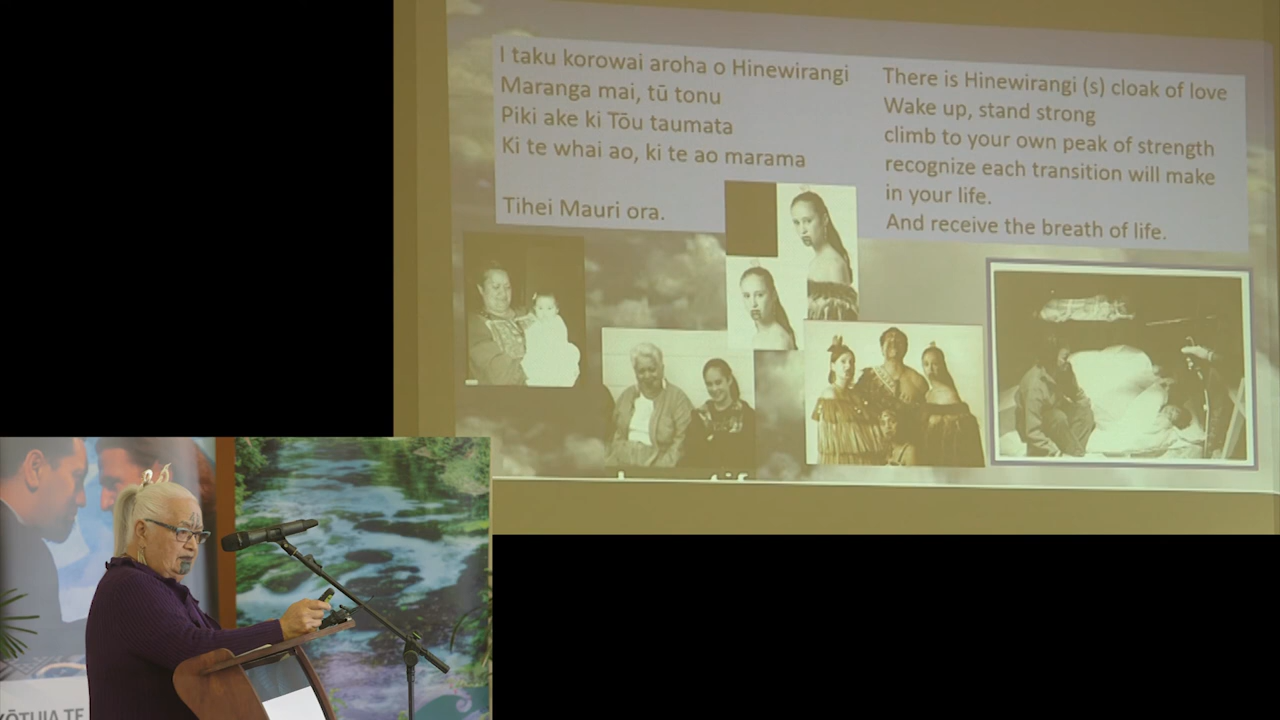 I taku korowai aroha o Hinewirangi
Maranga mai, tū tonu
Piki ake ki Tōu taumata
Ki te whai ao, ki te ao marama
Tihei Mauri ora.
There is Hinewirangi (s) cloak of love
Wake up, stand strong
climb to your own peak of strength
recognize each transition will make
in your life.
And receive the breath of life.
KŌTUIA TE